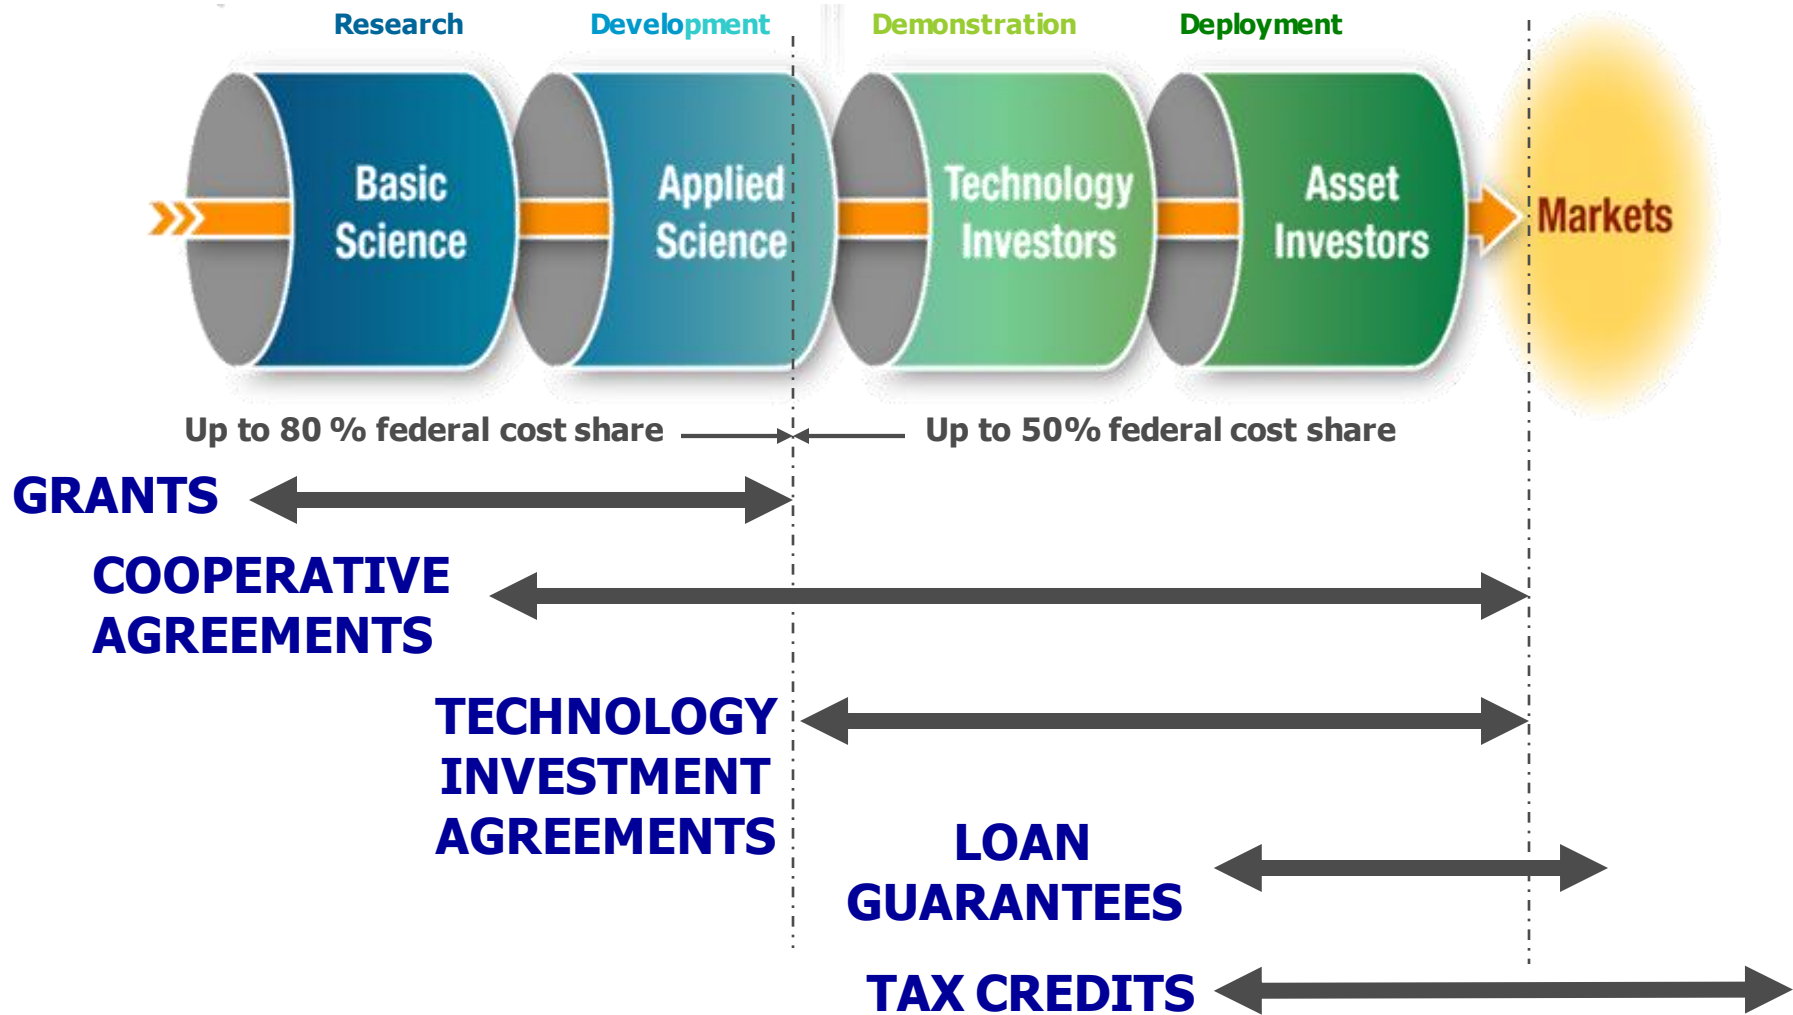 Research
Development
Demonstration
Deployment
Basic
Science
Applied
Science
Technology
Investors
Asset
Investors
Markets
Up to 80 % federal cost share
Up to 50% federal cost share
GRANTS
COOPERATIVE
AGREEMENTS
TECHNOLOGY
INVESTMENT
AGREEMENTS
LOAN
GUARANTEES
TAX CREDITS